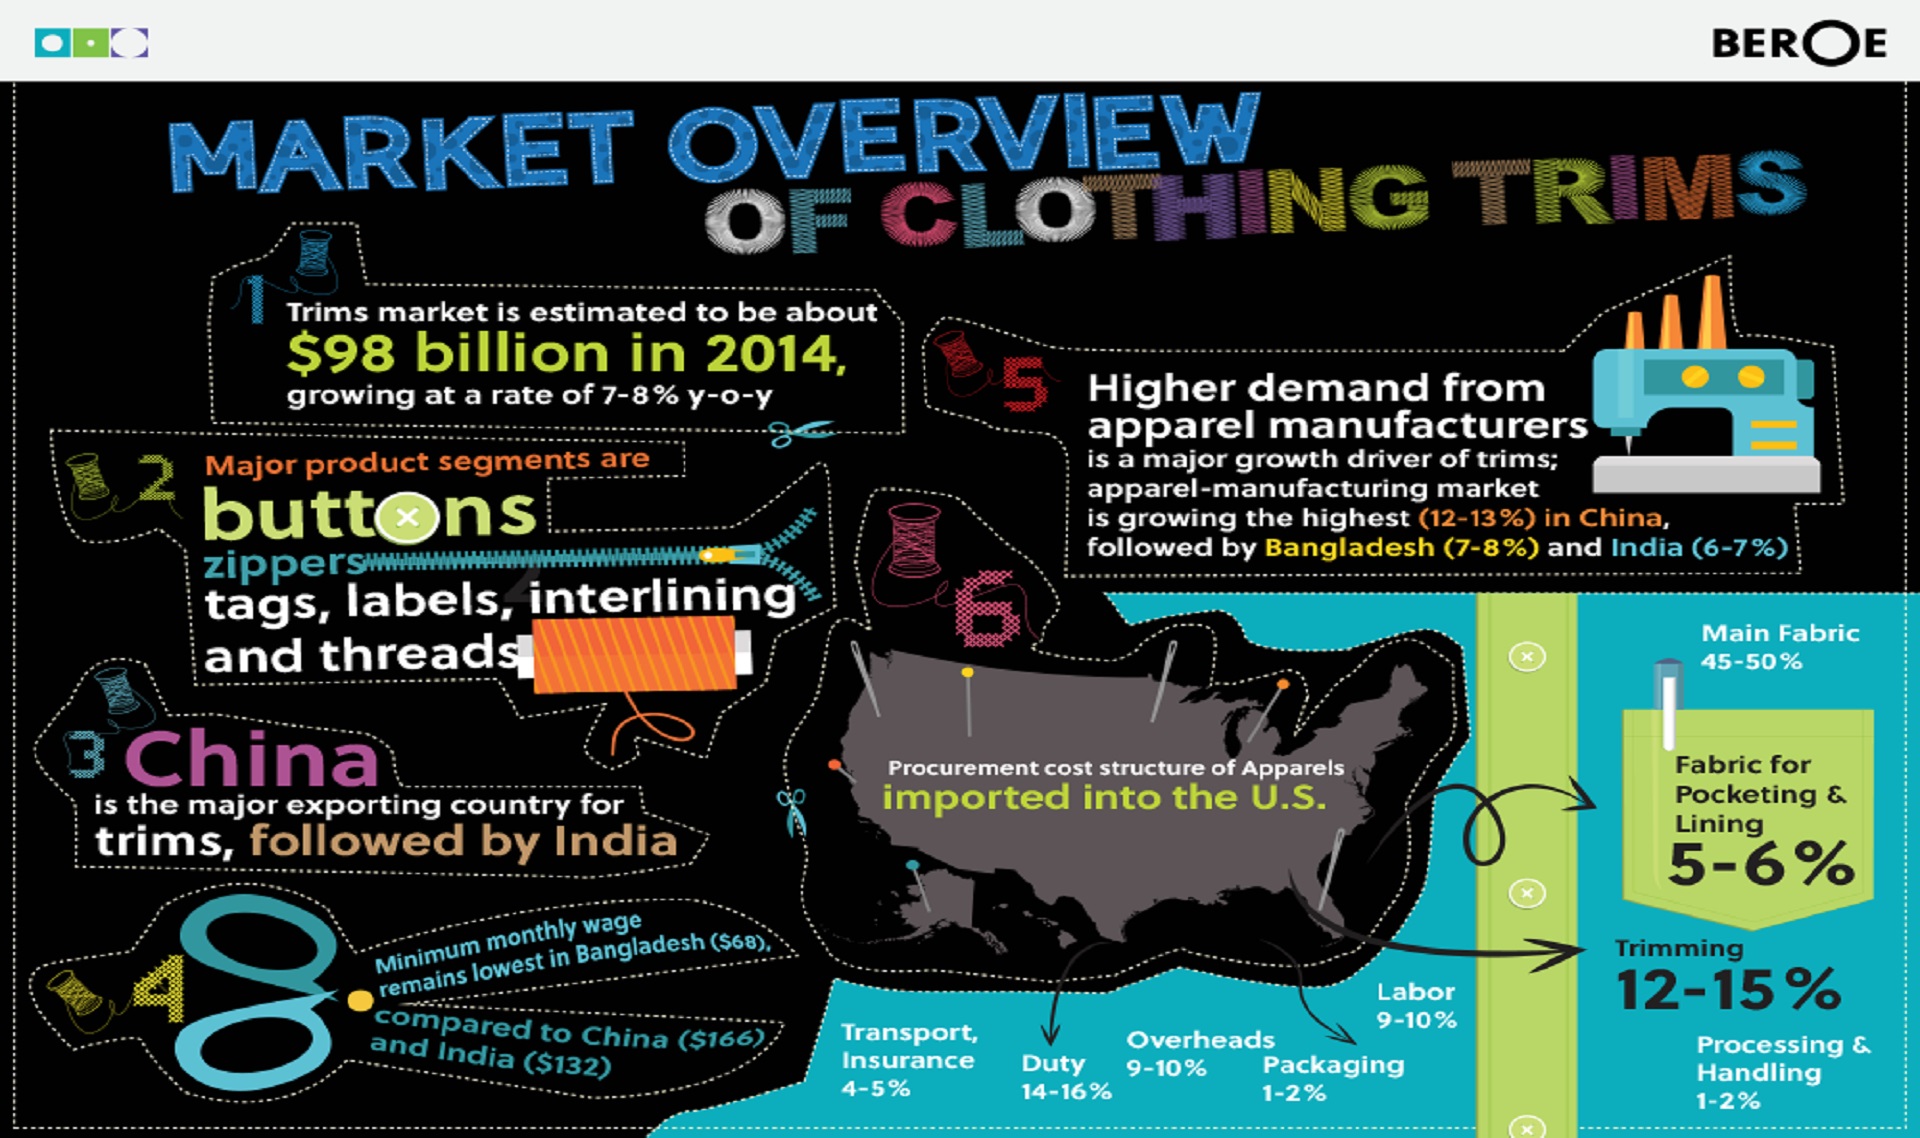 BEROE
MARKET OVERVIEW
OF CLOTHING TRIMS
1
Trims market is estimated to be about
$98 billion in 2014,
growing at a rate of 7-8% y-o-y
2
Major product segments are
buttons
zippers
tags, labels, interlining
and threads
3
China
is the major exporting country for
trims, followed by India
4
Minimum monthly wage
remains lowest in Bangladesh ($68),
compared to China ($166)
and India ($132)
5
Higher demand from
apparel manufacturers
is a major growth driver of trims;
apparel-manufacturing market
is growing the highest (12-13%) in China,
followed by Bangladesh (7-8%) and India (6-7%)
6
Procurement cost structure of Apparels
imported into the U.S.
Main Fabric
45-50%
Fabric for
Pocketing &
Lining
5-6%
Trimming
12-15%
Processing &
Handling
1-2%
Labor
9-10%
Packaging
1-2%
Overheads
9-10%
Duty
14-16%
Transport,
Insurance
4-5%